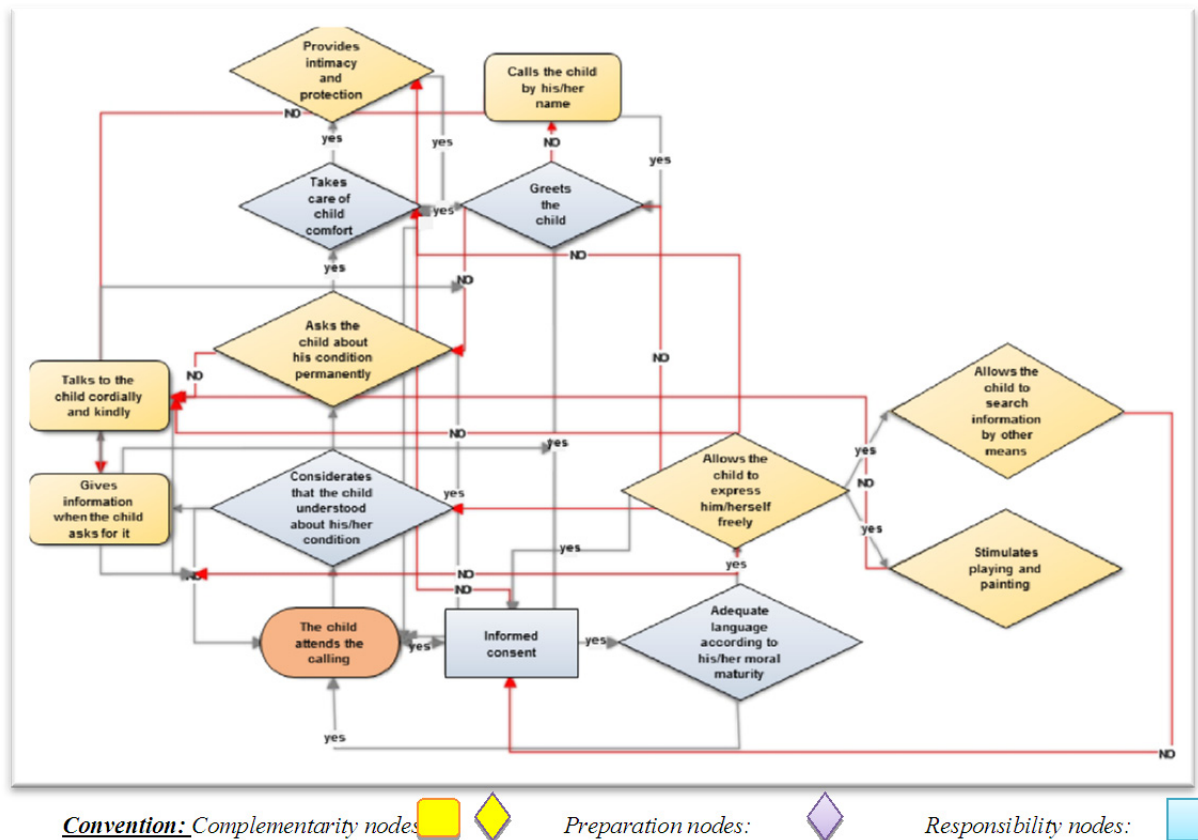 Provides
intimacy
and
protection
Calls the child
by his/her
name
NO
yes
NO
yes
yes
Takes
care of
child
comfort
yes
Greets
the
child
yes
NO
NO
Asks the
child about
his condition
permanently
NO
NO
Talks to the
child cordially
and kindly
NO
yes
Allows the
child to
search
information
by other
means
yes
Gives
information
when the child
asks for it
Considerates
that the child
understood
about his/her
condition
yes
Allows the
child to
express
him/herself
freely
NO
yes
yes
Stimulates
playing and
painting
NO
NO
yes
NO
The child
attends the
calling
yes
Informed
consent
yes
Adequate
language
according to
his/her moral
maturity
yes
NO
Convention: Complementarity nodes
Preparation nodes:
Responsibility nodes: